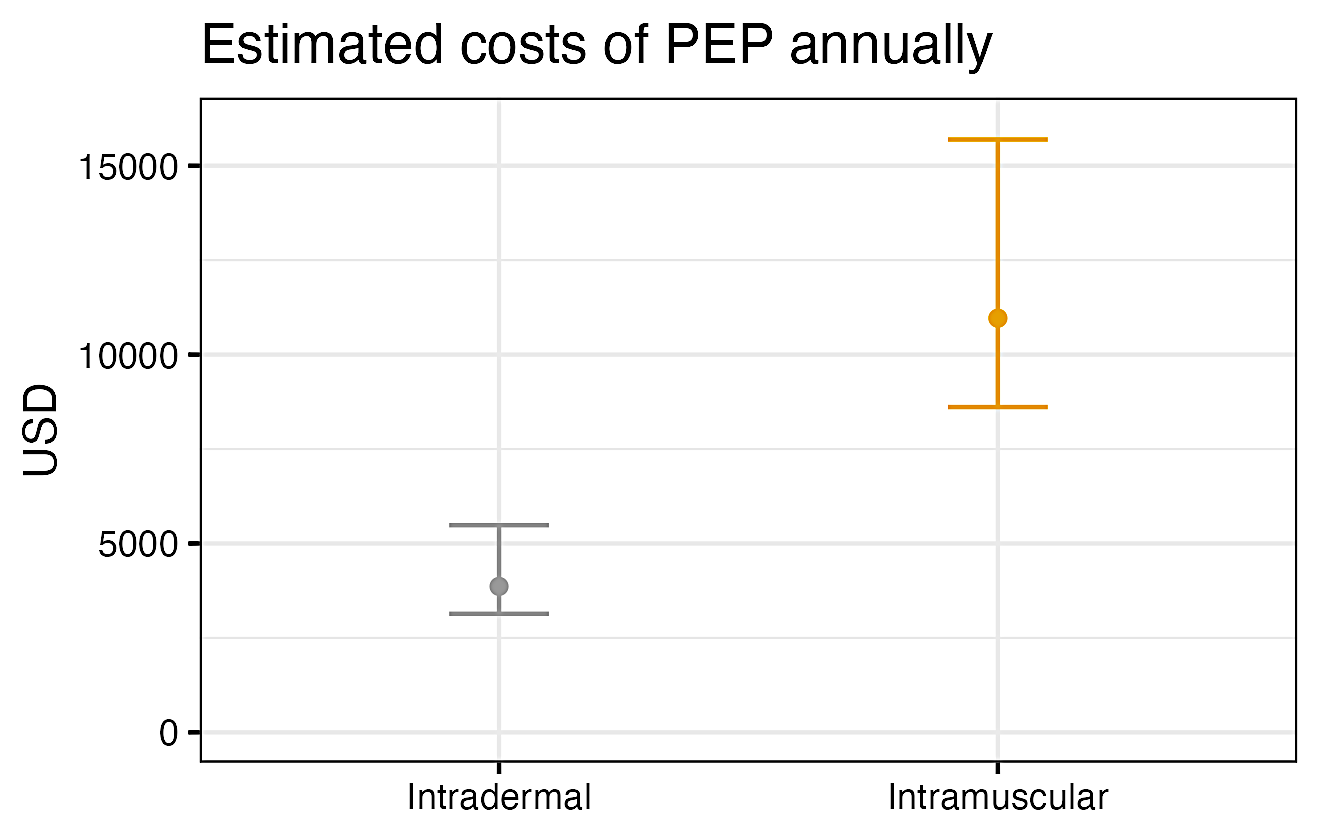 Estimated costs of PEP annually
USD
15000
10000
5000
0
Intradermal
Intramuscular